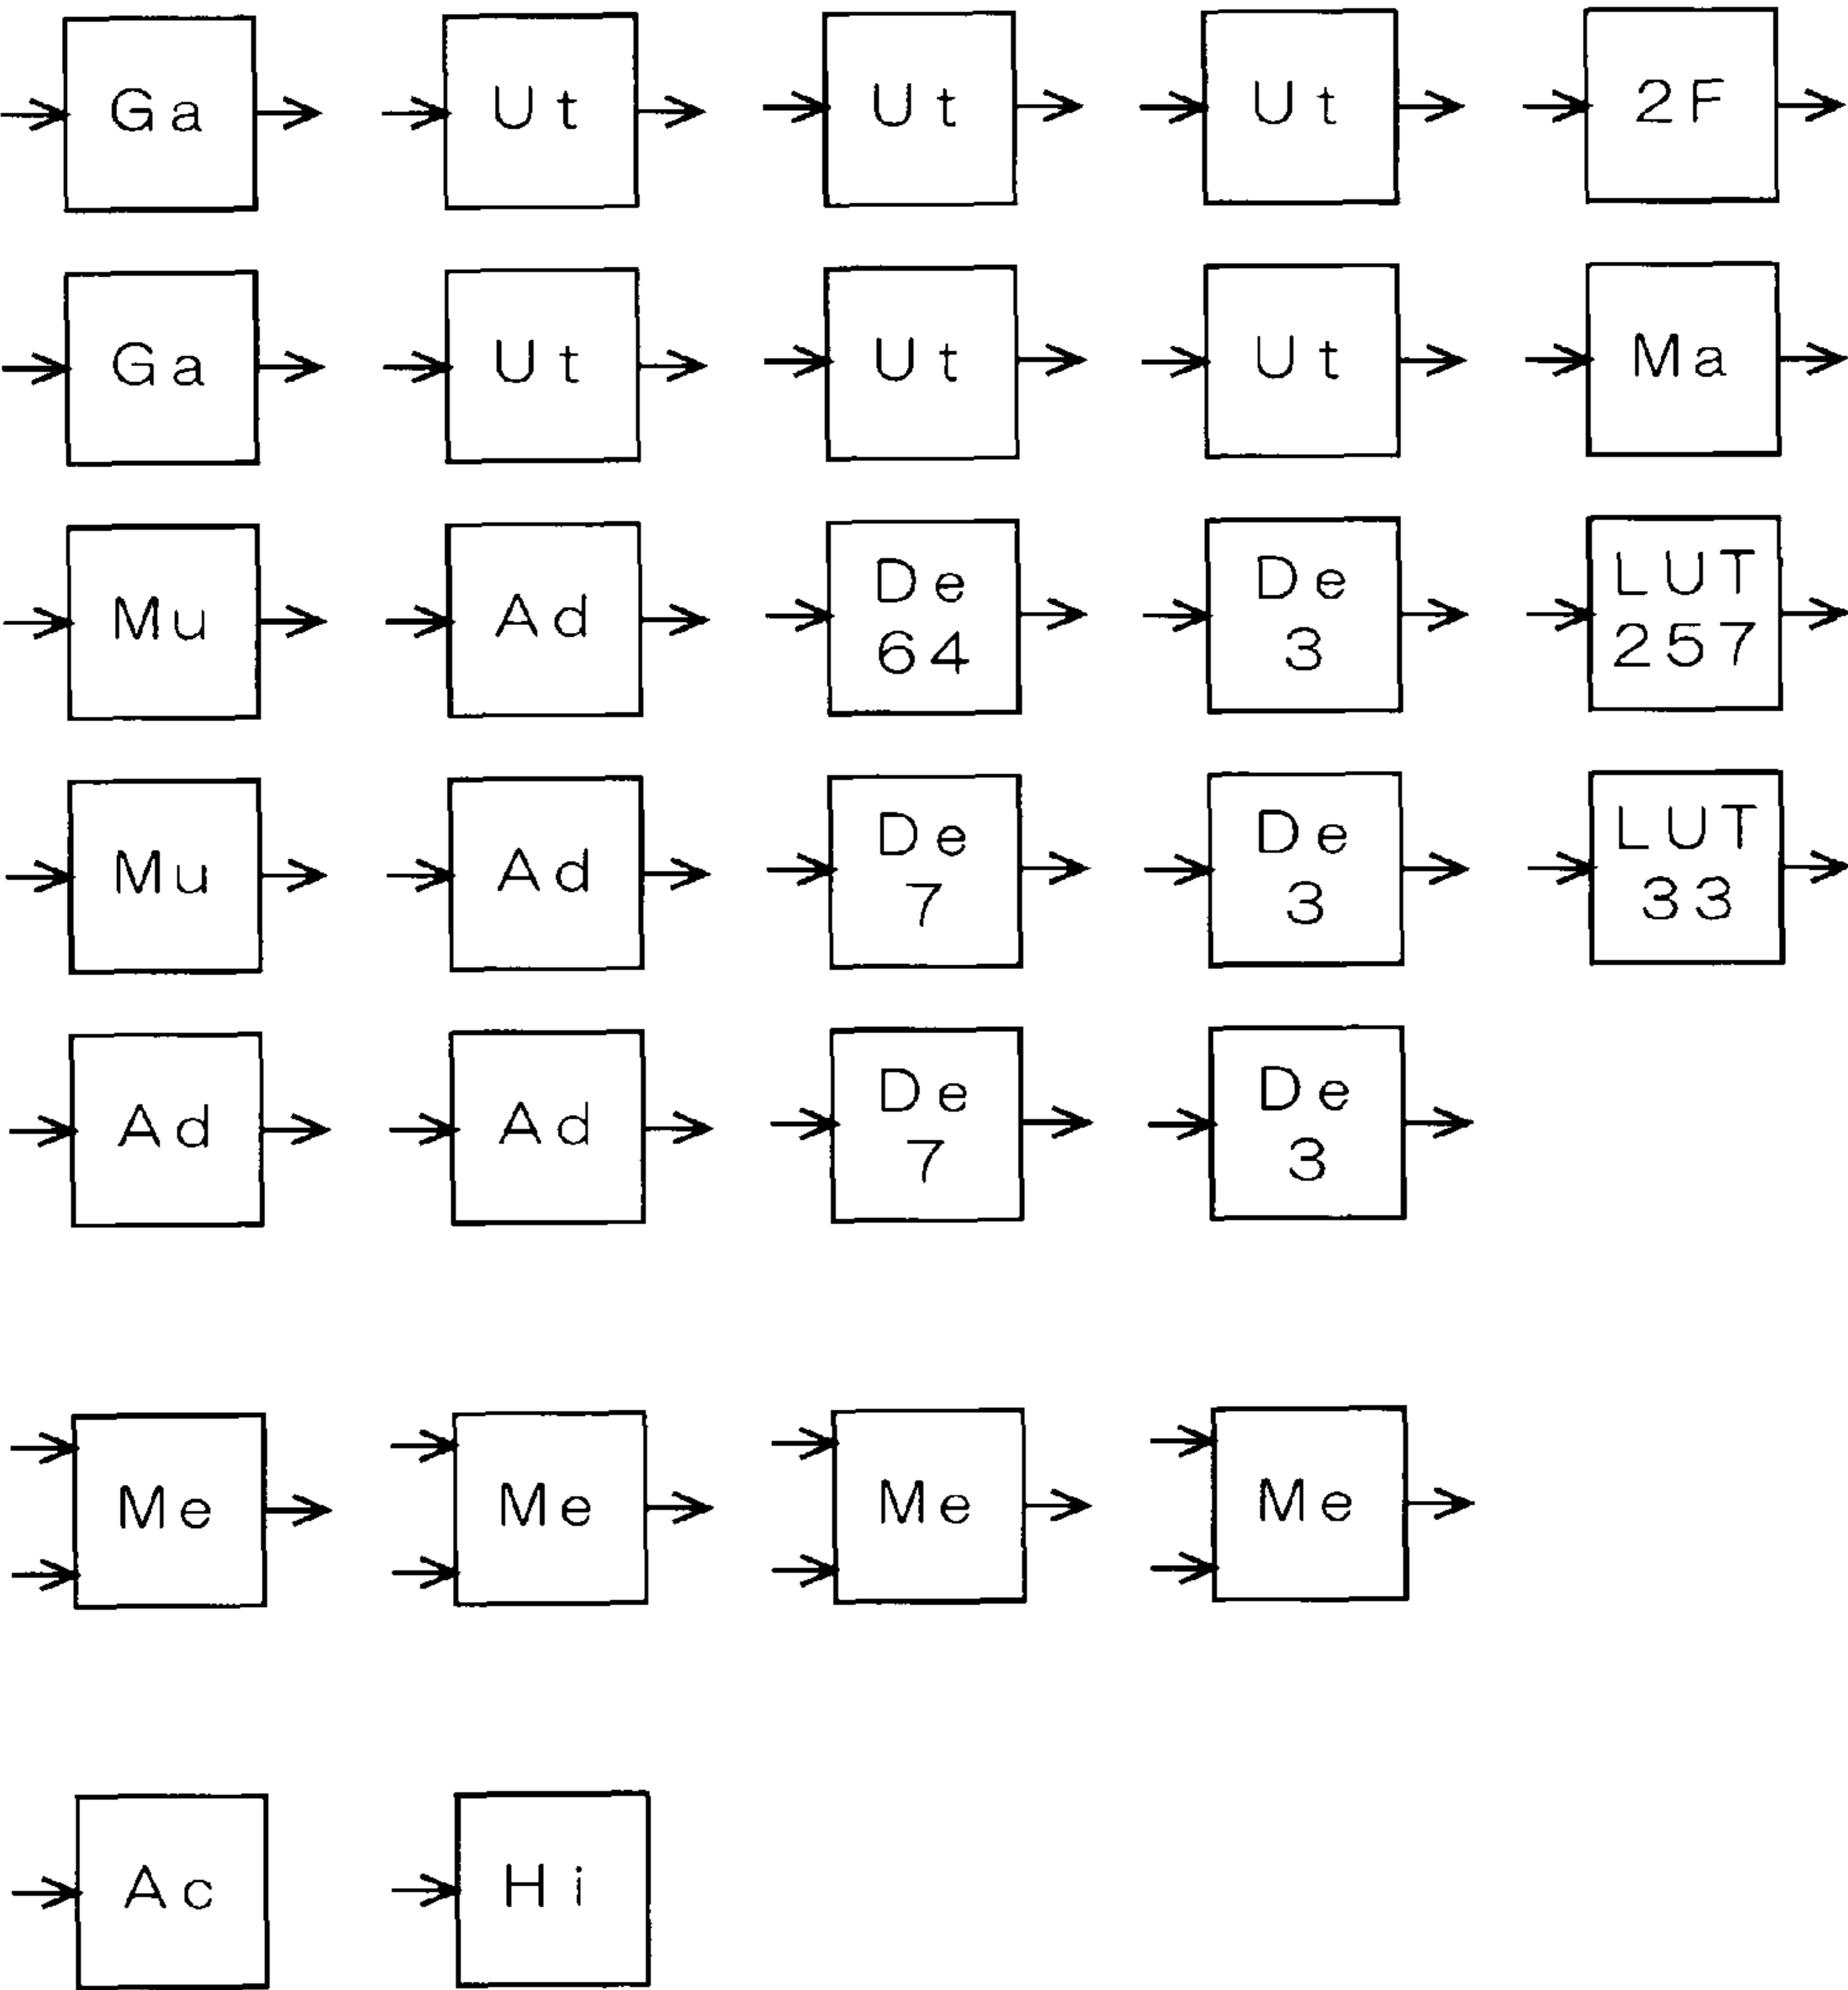 Ga Ut Ut Ut 2F
Ga Ut Ut Ut Ma
Mu Ad De De LUT
64 3 257
Mu Ad De De LUT
7 3 33
Ad Ad De De
7 3
Me Me Me Me
Ac Hi